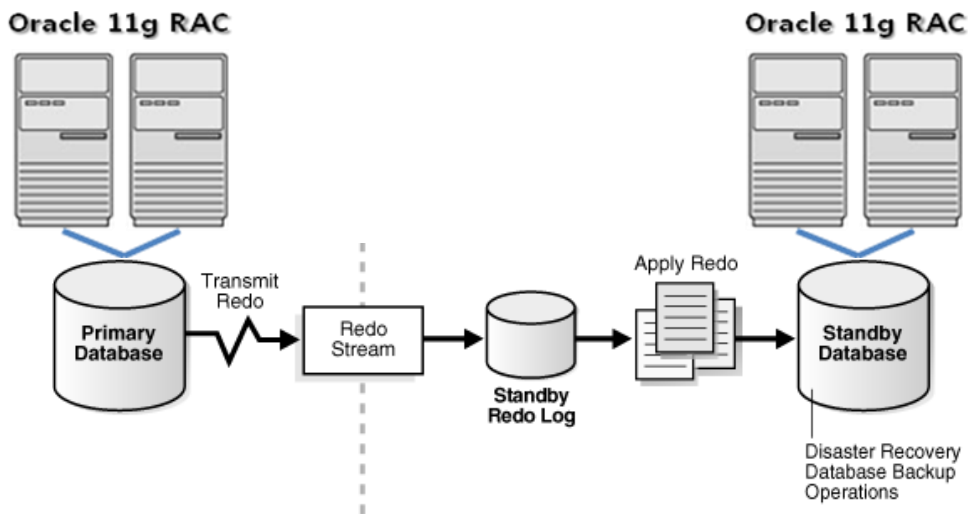 Oracle 11g RAC
Oracle 11g RAC
Transmit
Redo
Primary
Database
Redo
Stream
Standby
Redo Log
Apply Redo
Standby
Database
Disaster Recovery
Database Backup
Operations